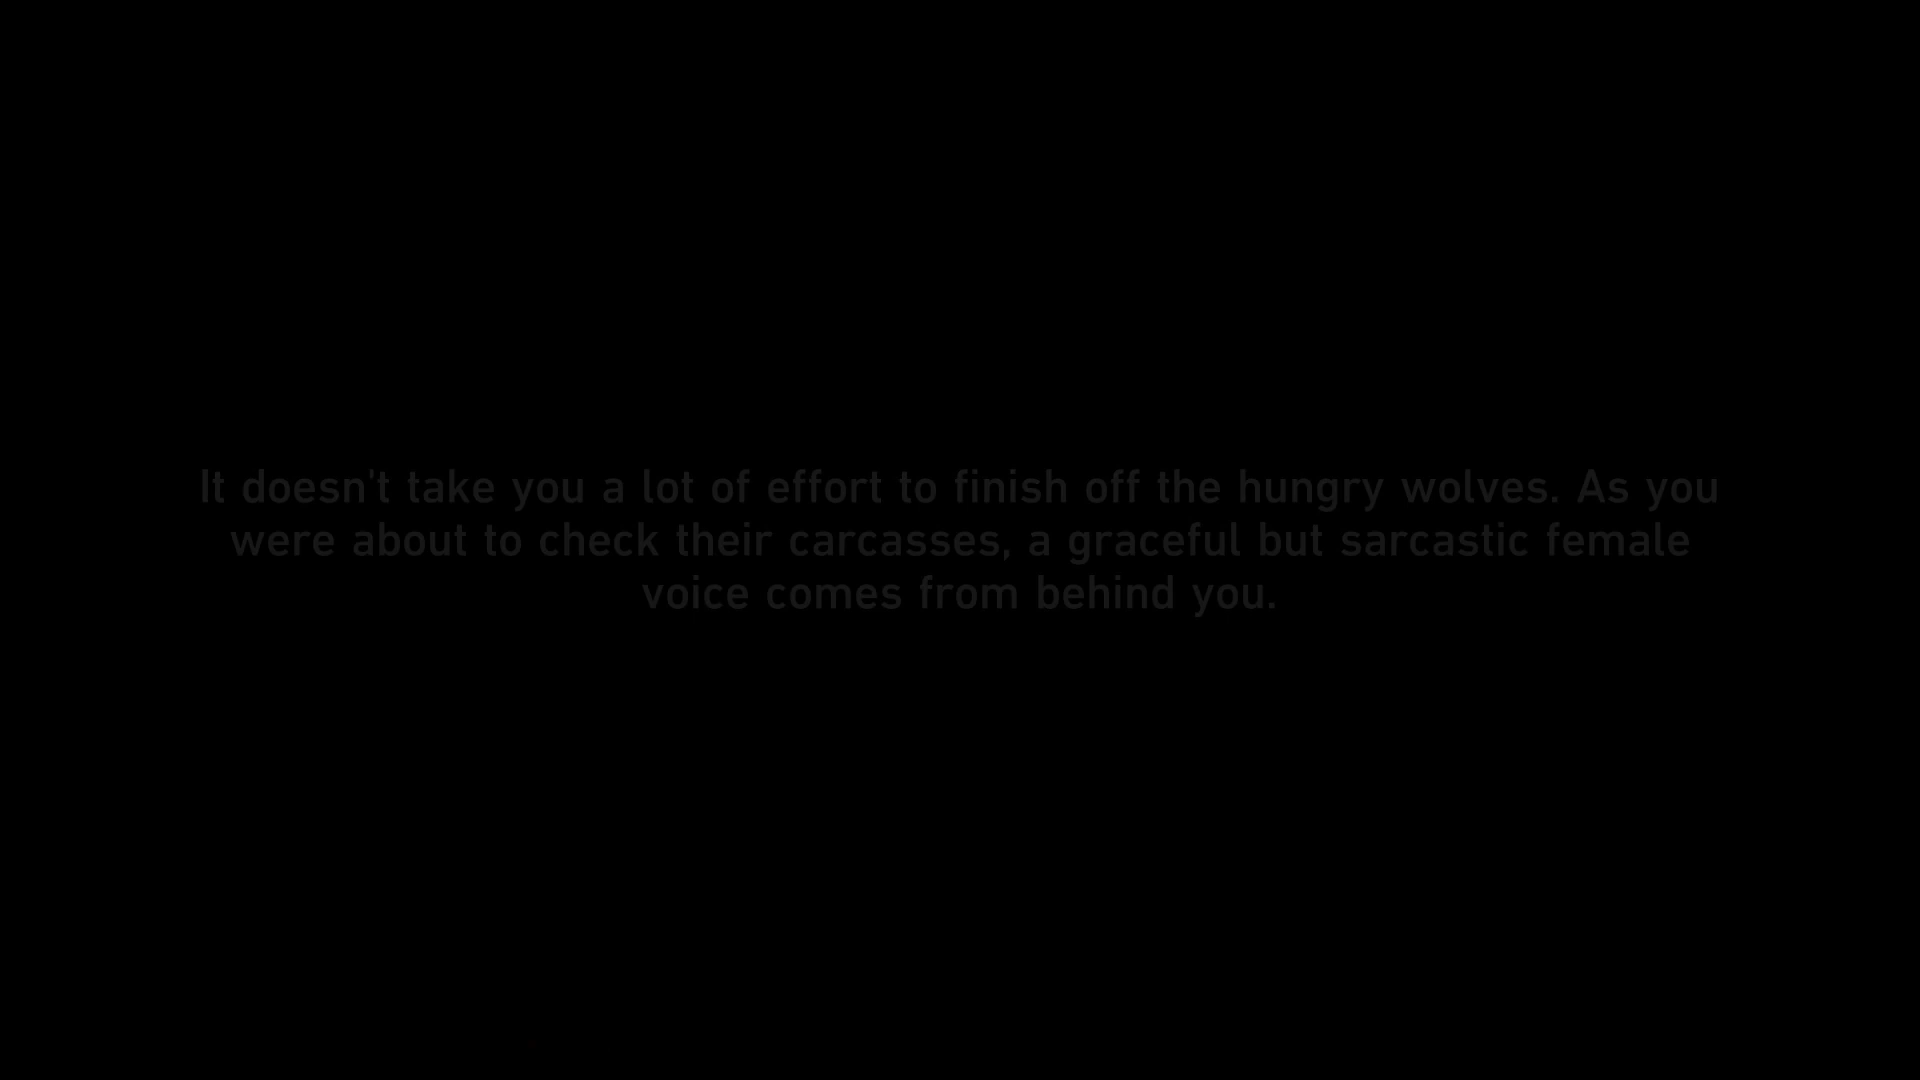 It doesn't take you a lot of effort to finish off the hungry wolves. As you
were about to check their carcasses, a graceful but sarcastic female
voice comes from behind you.